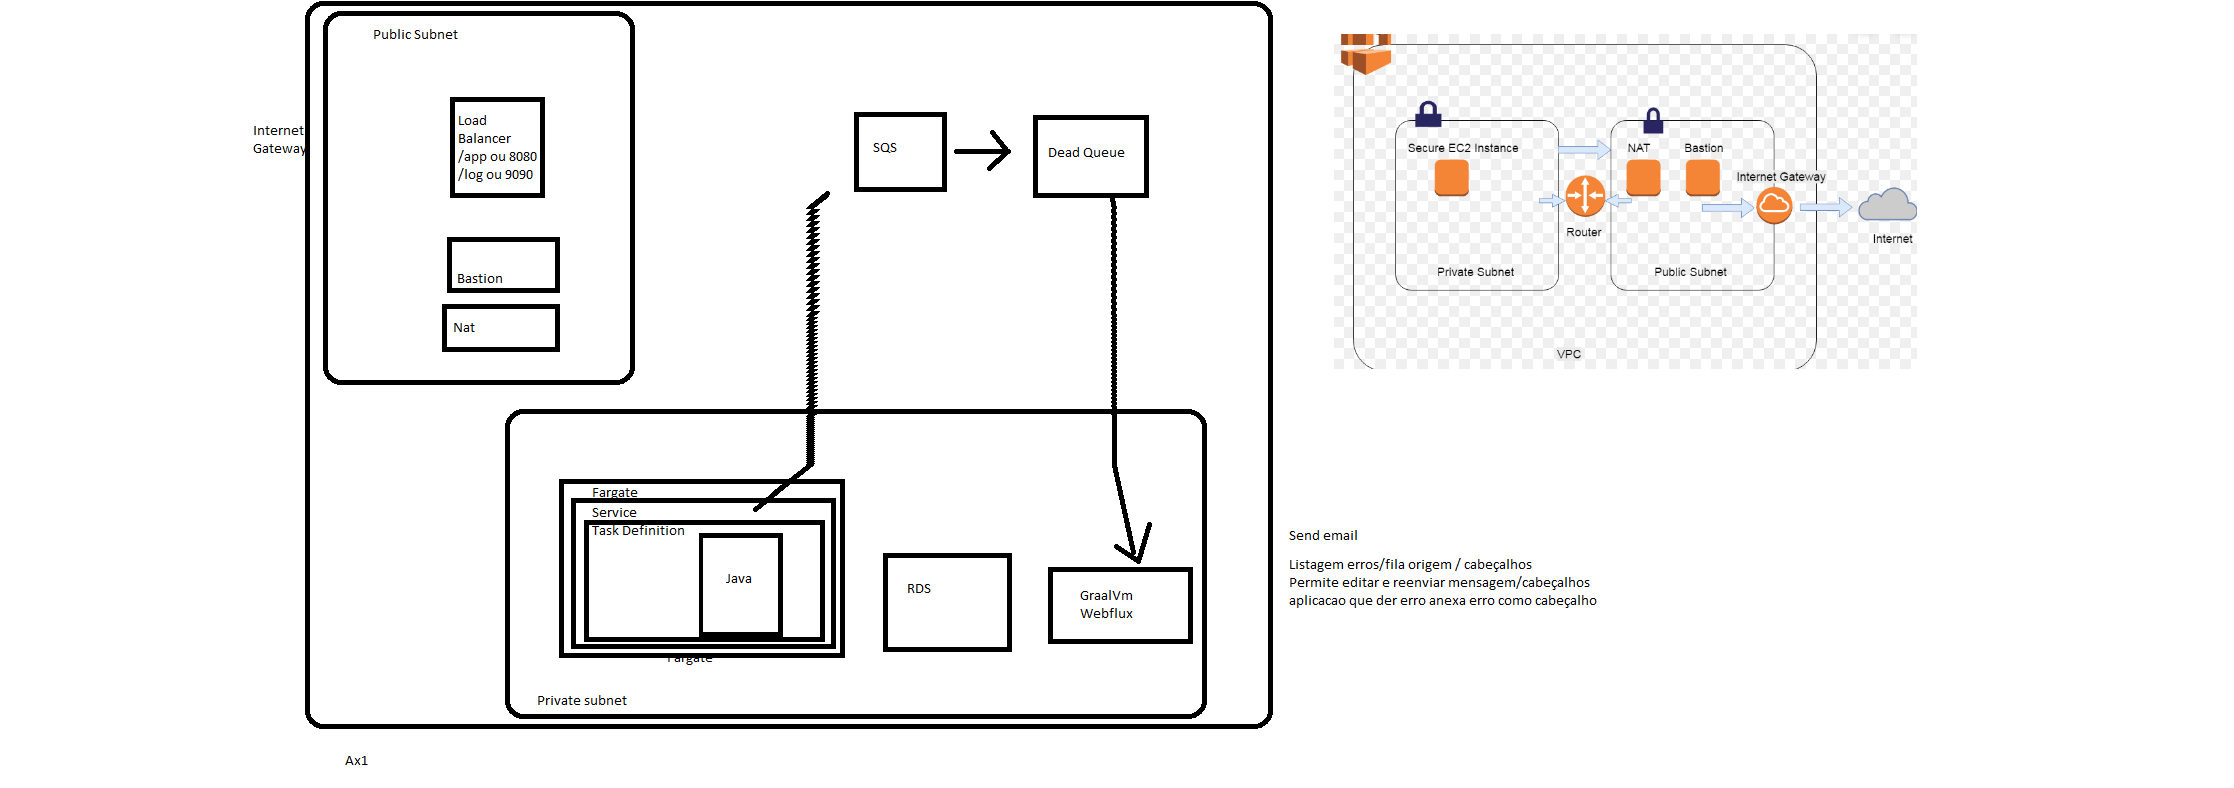 Public Subnet
Internet
Gateway
Load
Balancer
/app ou 8080
/log ou 9090
Bastion
Nat
SQS
Dead Queue
Fargate
Service
Task Definition
Java
Fargate
RDS
GraalVm
Webflux
Private subnet
Ax1
Secure EC2 Instance
NAT
Bastion
Internet Gateway
Router
Internet
Private Subnet
Public Subnet
VPC
Send email
Listagem erros/fila origem / cabeçalhos
Permite editar e reenviar mensagem/cabeçalhos
aplicacao que der erro anexa erro como cabeçalho